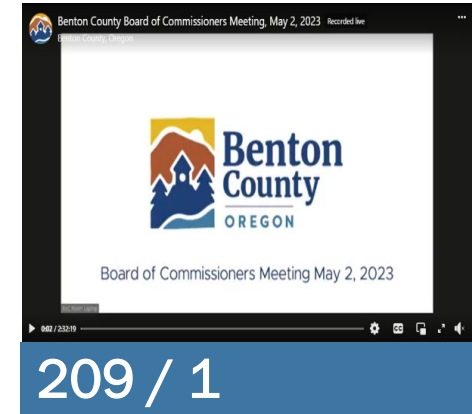 Benton County Board of Commissioners Meeting, May 2, 2023 Recorded live
Benton County, Oregon
Benton
County
OREGON
Board of Commissioners Meeting May 2, 2023
0:02 / 2:32:19
CC
209 / 1